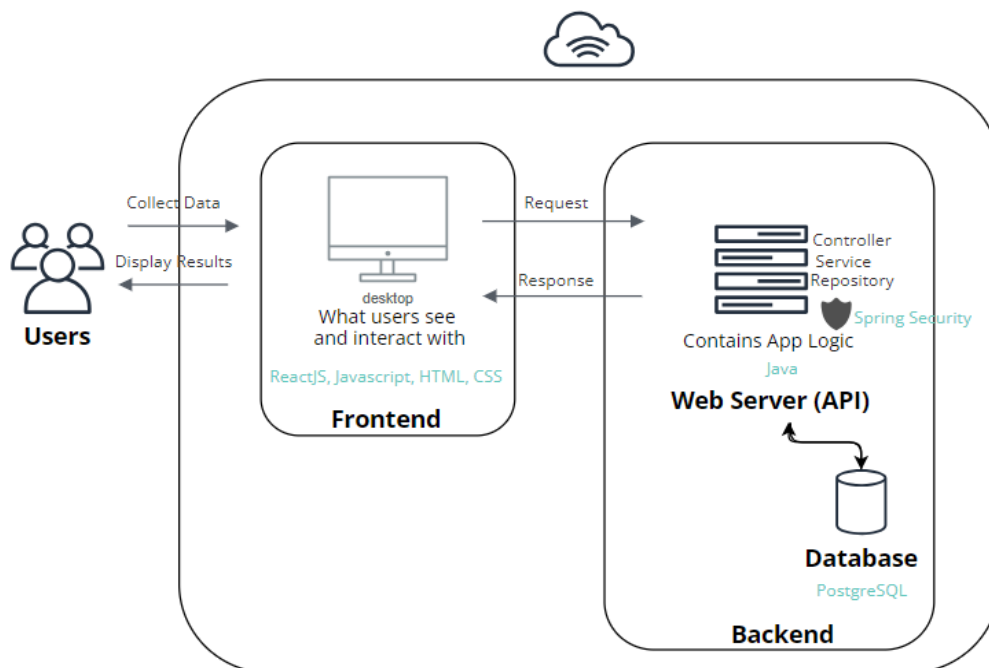 Collect Data
Display Results
Users
desktop
What users see
and interact with
ReactJS, Javascript, HTML, CSS
Frontend
Request
Response
Controller
Service
Repository
Spring Security
Contains App Logic
Java
Web Server (API)
Database
PostgreSQL
Backend